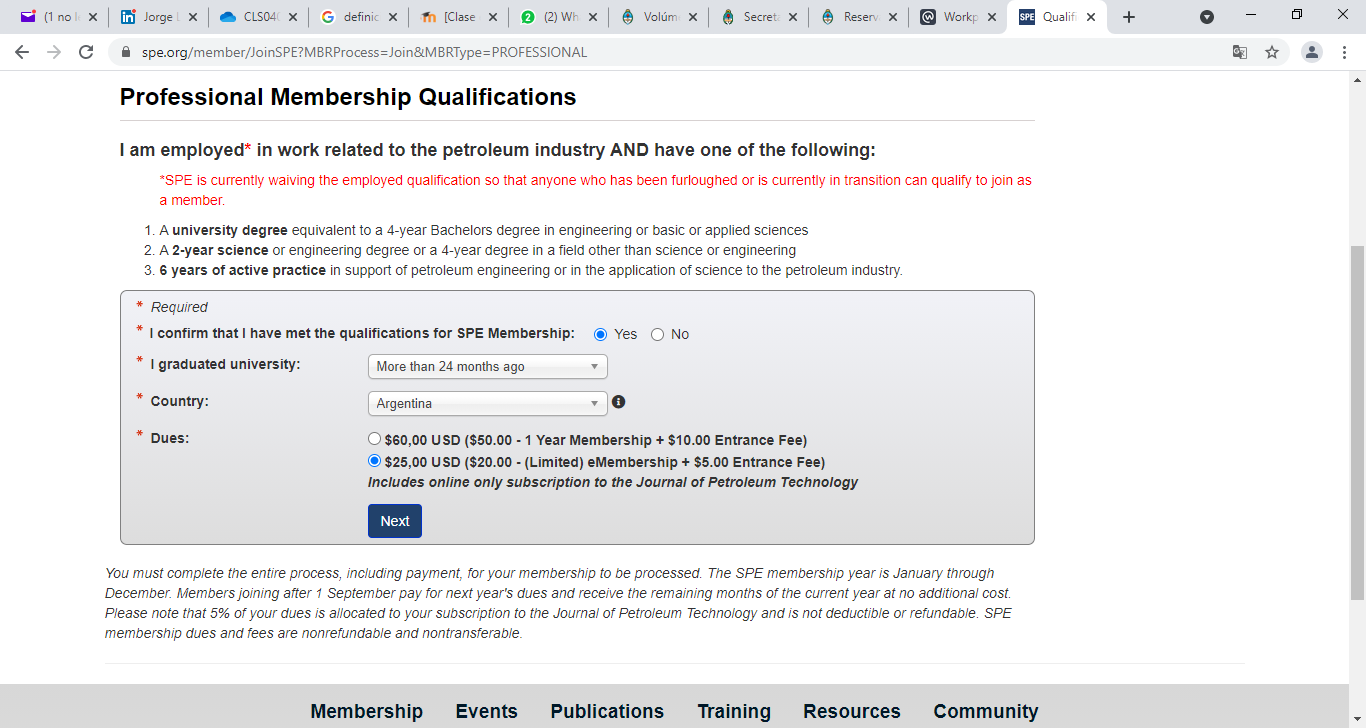 (1 no l
Jorge L
CLS04
definic
[Clase
2
(2) Wh
Volúm
Secreta
Reserv
Workp
SPE
Qualifi
spe.org/member/JoinSPE?MBRProcess=Join&MBRType=PROFESSIONAL
Professional Membership Qualifications
I am employed* in work related to the petroleum industry AND have one of the following:
*SPE is currently waiving the employed qualification so that anyone who has been furloughed or is currently in transition can qualify to join as
a member.
1. A university degree equivalent to a 4-year Bachelors degree in engineering or basic or applied sciences
2. A 2-year science or engineering degree or a 4-year degree in a field other than science or engineering
3. 6 years of active practice in support of petroleum engineering or in the application of science to the petroleum industry.
* Required
* I confirm that I have met the qualifications for SPE Membership: Yes No
* I graduated university: More than 24 months ago
* Country: Argentina
* Dues: $60,00 USD ($50.00 - 1 Year Membership + $10.00 Entrance Fee)
$25,00 USD ($20.00 - (Limited) eMembership + $5.00 Entrance Fee)
Includes online only subscription to the Journal of Petroleum Technology
Next
You must complete the entire process, including payment, for your membership to be processed. The SPE membership year is January through
December. Members joining after 1 September pay for next year's dues and receive the remaining months of the current year at no additional cost.
Please note that 5% of your dues is allocated to your subscription to the Journal of Petroleum Technology and is not deductible or refundable. SPE
membership dues and fees are nonrefundable and nontransferable.
Membership Events Publications Training Resources Community